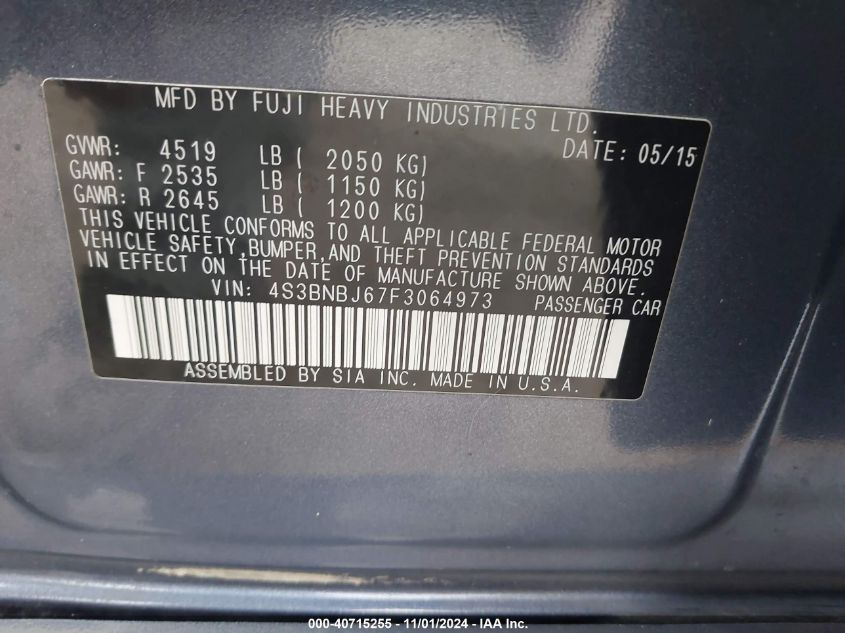 MFD BY FUJI HEAVY INDUSTRIES LTD.
DATE: 05/15
GVWR: 4519 LB ( 2050 KG)
GAWR: F 2535 LB ( 1150 KG)
GAWR: R 2645 LB ( 1200 KG)
THIS VEHICLE CONFORMS TO ALL APPLICABLE FEDERAL MOTOR
VEHICLE SAFETY,BUMPER,AND THEFT PREVENTION STANDARDS
IN EFFECT ON THE DATE OF MANUFACTURE SHOWN ABOVE.
VIN: 4S3BNBJ67F3064973 PASSENGER CAR
ASSEMBLED BY SIA INC. MADE IN U.S.A.
000-40715255 - 11/01/2024 - IAA Inc.